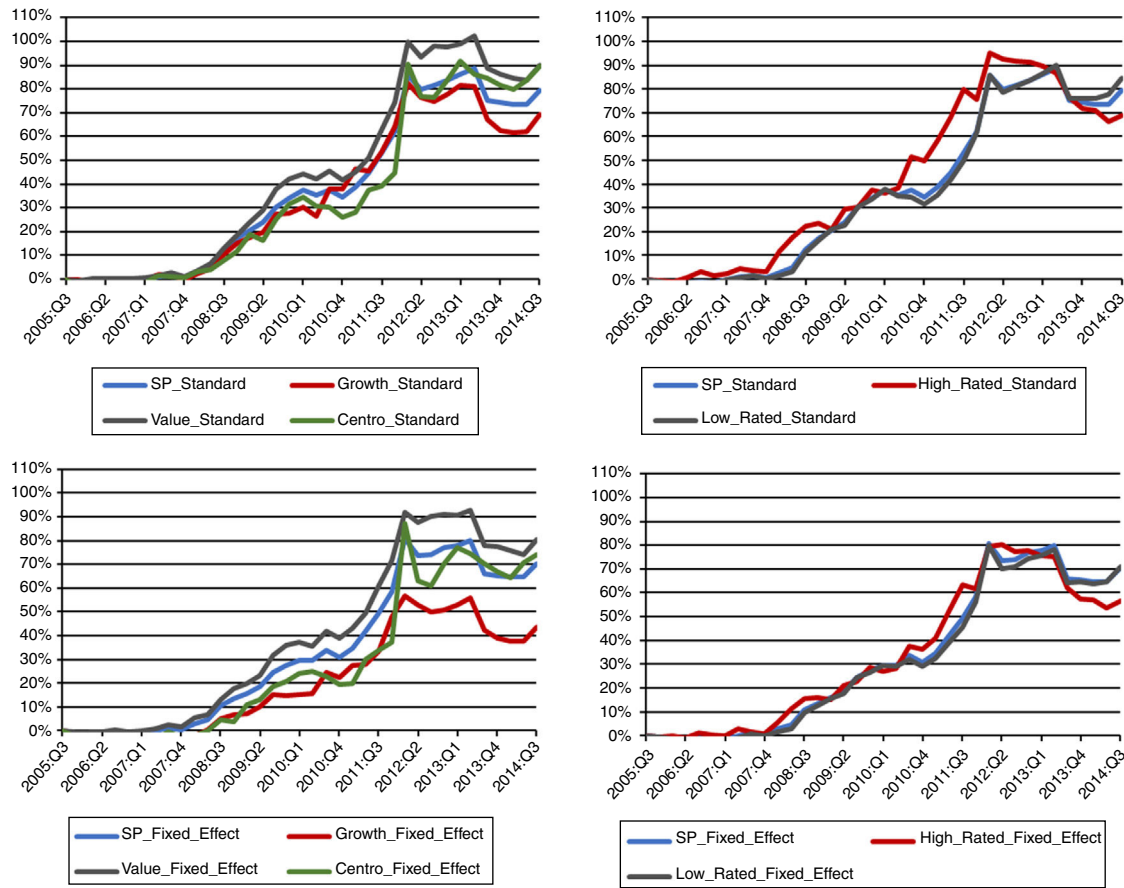 110%
100%
90%
80%
70%
60%
50%
40%
30%
20%
10%
0%
2005:Q3
2006:Q2
2007:Q1
2007:Q4
2008:Q3
2009:Q2
2010:Q1
2010:Q4
2011:Q3
2012:Q2
2013:Q1
2013:Q4
2014:Q3
SP_Standard Growth_Standard
Value_Standard Centro_Standard
110%
100%
90%
80%
70%
60%
50%
40%
30%
20%
10%
0%
2005:Q3
2006:Q2
2007:Q1
2007:Q4
2008:Q3
2009:Q2
2010:Q1
2010:Q4
2011:Q3
2012:Q2
2013:Q1
2013:Q4
2014:Q3
SP_Standard High_Rated_Standard
Low_Rated_Standard
110%
100%
90%
80%
70%
60%
50%
40%
30%
20%
10%
0%
2005:Q3
2006:Q2
2007:Q1
2007:Q4
2008:Q3
2009:Q2
2010:Q1
2010:Q4
2011:Q3
2012:Q2
2013:Q1
2013:Q4
2014:Q3
SP_Fixed_Effect Growth_Fixed_Effect
Value_Fixed_Effect Centro_Fixed_Effect
110%
100%
90%
80%
70%
60%
50%
40%
30%
20%
10%
0%
2005:Q3
2006:Q2
2007:Q1
2007:Q4
2008:Q3
2009:Q2
2010:Q1
2010:Q4
2011:Q3
2012:Q2
2013:Q1
2013:Q4
2014:Q3
SP_Fixed_Effect High_Rated_Fixed_Effect
Low_Rated_Fixed_Effect